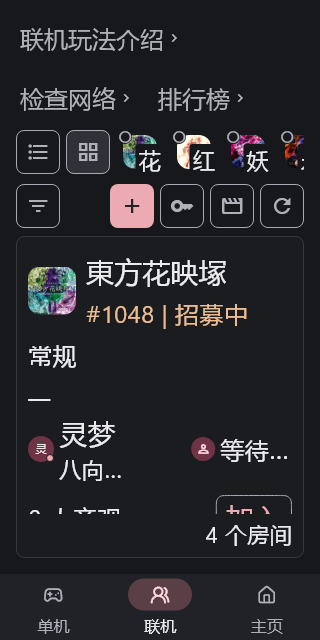 联机玩法介绍
检查网络 排行榜
花 红 妖
東方花映塚
#1048 | 招募中
常规
—
灵 灵梦 等待...
八向...
4 个房间
单机 联机 主页